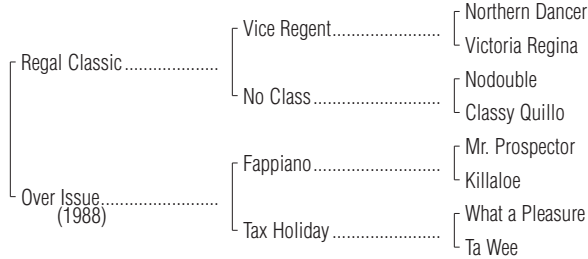 Northern Dancer
Vice Regent....................
Victoria Regina
Regal Classic ....................
Nodouble
No Class........................
Classy Quillo
Mr. Prospector
Fappiano........................
Killaloe
Over Issue.........................
(1988)
What a Pleasure
Tax Holiday ....................
Ta Wee